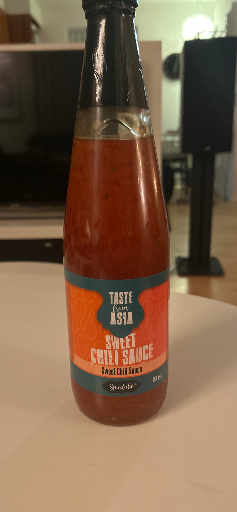 TASTE
from
ASIA
SWEET
CHILI SAUCE
Sweet Chili Sauce